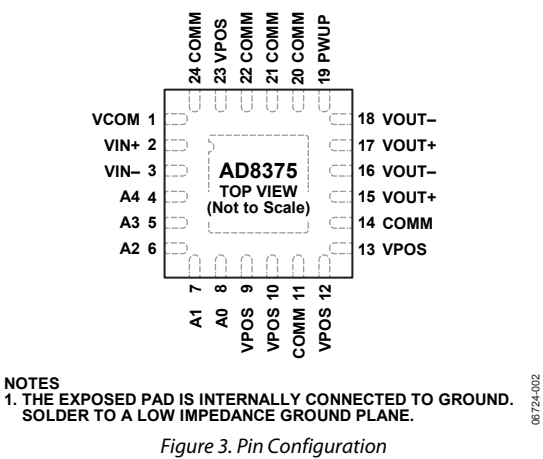 24 COMM
23 VPOS
22 COMM
21 COMM
20 COMM
19 PWUP
VCOM 1
VIN+ 2
VIN– 3
A4 4
A3 5
A2 6
AD8375
TOP VIEW
(Not to Scale)
18 VOUT–
17 VOUT+
16 VOUT–
15 VOUT+
14 COMM
13 VPOS
A1 7
A0 8
VPOS 9
VPOS 10
COMM 11
VPOS 12
NOTES
1. THE EXPOSED PAD IS INTERNALLY CONNECTED TO GROUND.
SOLDER TO A LOW IMPEDANCE GROUND PLANE.
06724-002
Figure 3. Pin Configuration